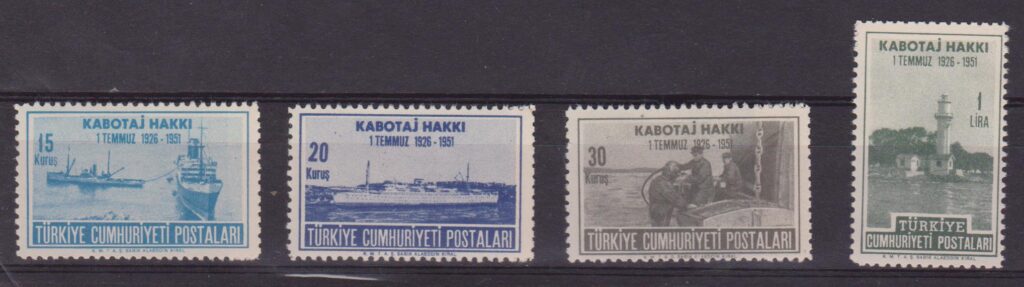 KABOTAJ HAKKI
1 TEMMUZ 1926-1951
15
Kuruş
TÜRKİYE CUMHURİYETİ POSTALARI
KABOTAJ HAKKI
1 TEMMUZ 1926-1951
20
Kuruş
TÜRKİYE CUMHURİYETİ POSTALARI
KABOTAJ HAKKI
1 TEMMUZ 1926-1951
30
Kuruş
TÜRKİYE CUMHURİYETİ POSTALARI
KABOTAJ HAKKI
1 TEMMUZ 1926-1951
1
LİRA
TÜRKİYE
CUMHURİYETİ POSTALARI